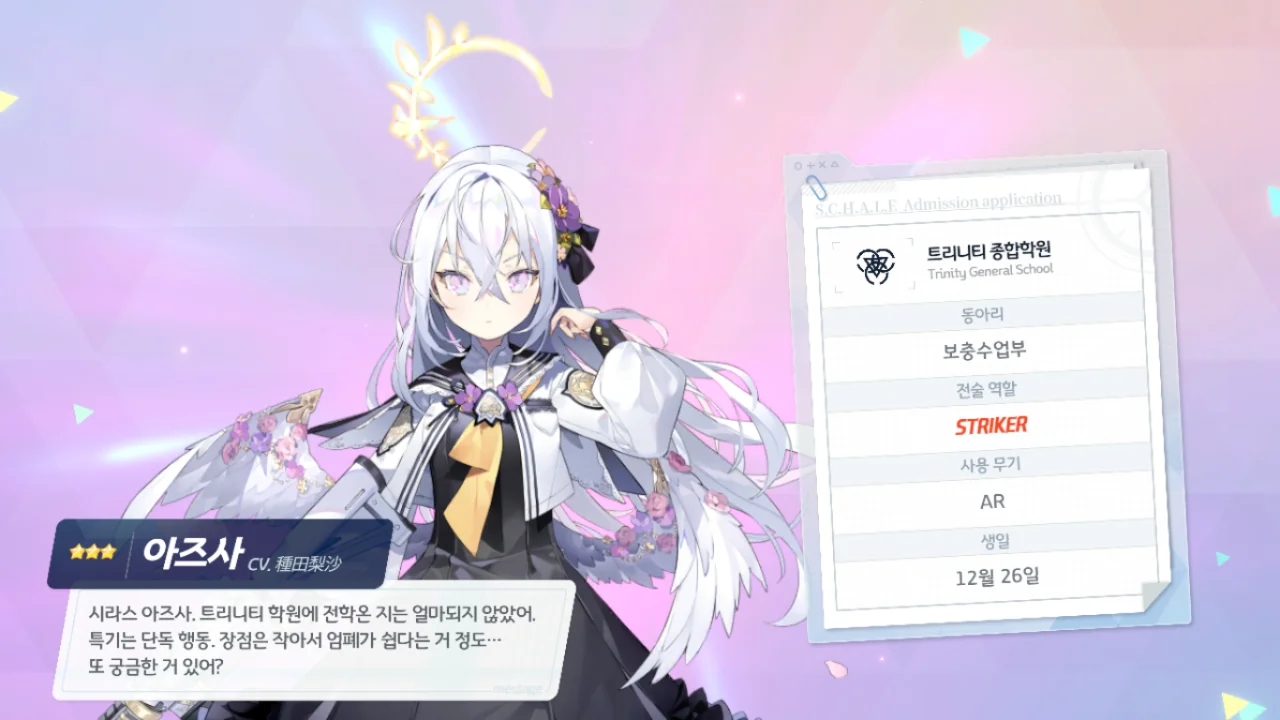 S.C.H.A.L.E Admission application
트리니티 종합학원
Trinity General School
동아리
보충수업부
전술 역할
STRIKER
사용 무기
AR
생일
12월 26일
아즈사 CV. 種田梨沙
시라스 아즈사. 트리니티 학원에 전학온 지는 얼마되지 않았어.
특기는 단독 행동. 장점은 작아서 엄폐가 쉽다는 거 정도…
또 궁금한 거 있어?
message